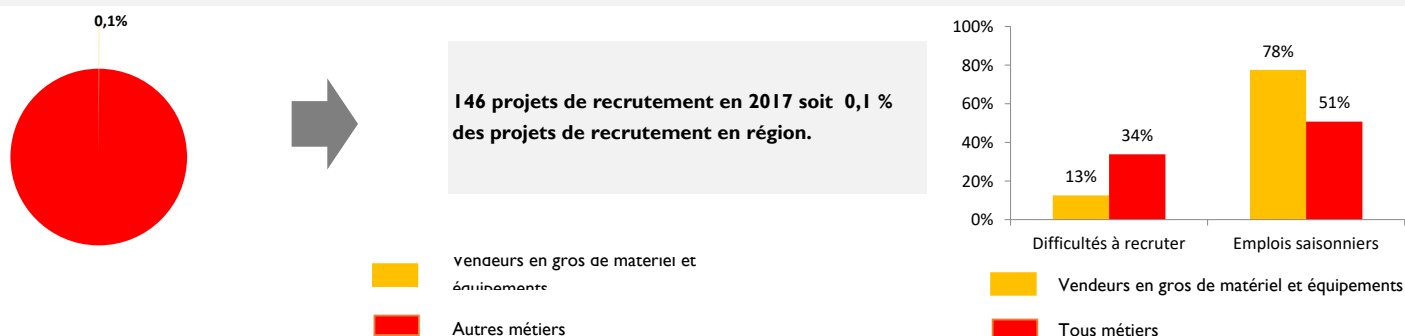 0,1%
146 projets de recrutement en 2017 soit 0,1 %
des projets de recrutement en région.
Vendeurs en gros de matériel et
équipements
Autres métiers
100%
80%
60%
40%
20%
0%
13%
34%
78%
51%
Difficultés à recruter
Emplois saisonniers
Vendeurs en gros de matériel et équipements
Tous métiers